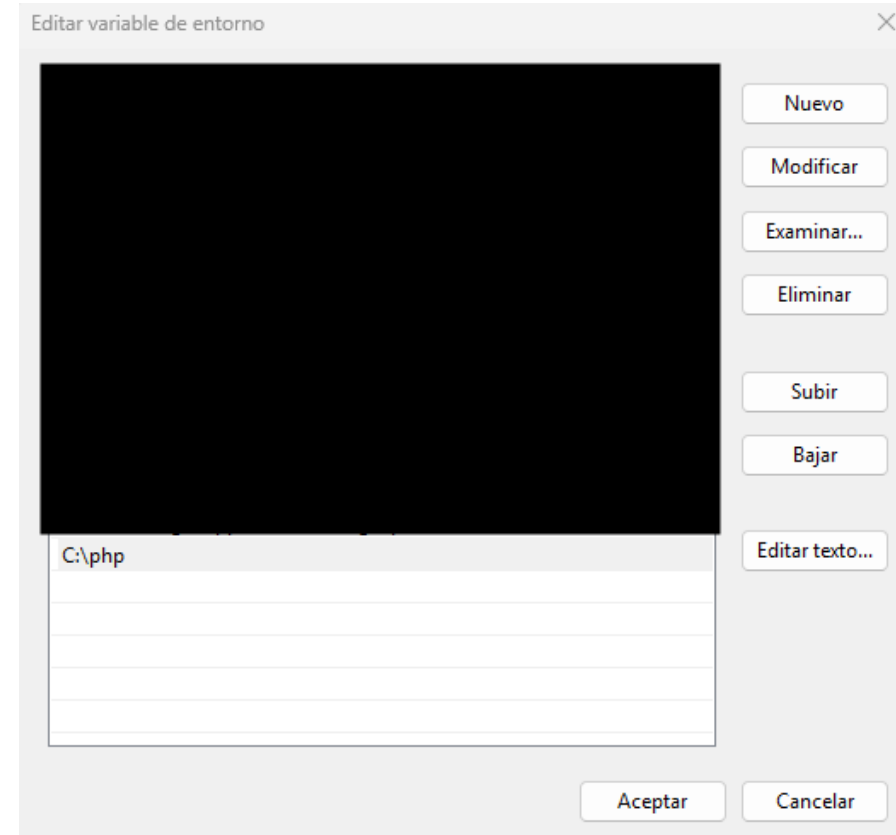 Editar variable de entorno
Nuevo
Modificar
Examinar...
Eliminar
Subir
Bajar
C:\php
Editar texto...
Aceptar
Cancelar